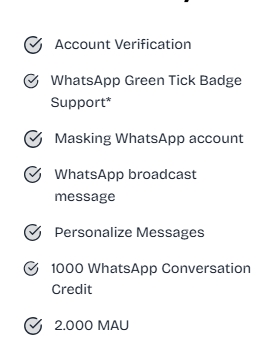 Account Verification
WhatsApp Green Tick Badge
Support*
Masking WhatsApp account
WhatsApp broadcast
message
Personalize Messages
1000 WhatsApp Conversation
Credit
2.000 MAU